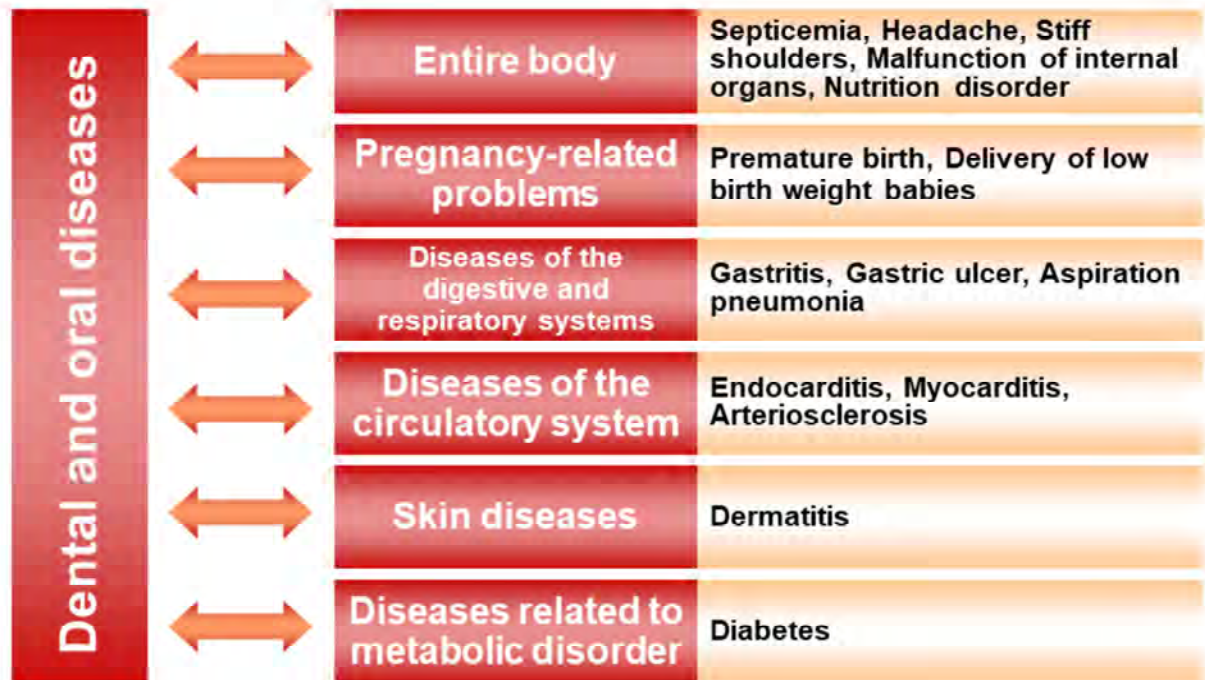 Dental and oral diseases
Entire body
Septicemia, Headache, Stiff
shoulders, Malfunction of internal
organs, Nutrition disorder
Pregnancy-related
problems
Premature birth, Delivery of low
birth weight babies
Diseases of the
digestive and
respiratory systems
Gastritis, Gastric ulcer, Aspiration
pneumonia
Diseases of the
circulatory system
Endocarditis, Myocarditis,
Arteriosclerosis
Skin diseases
Dermatitis
Diseases related to
metabolic disorder
Diabetes